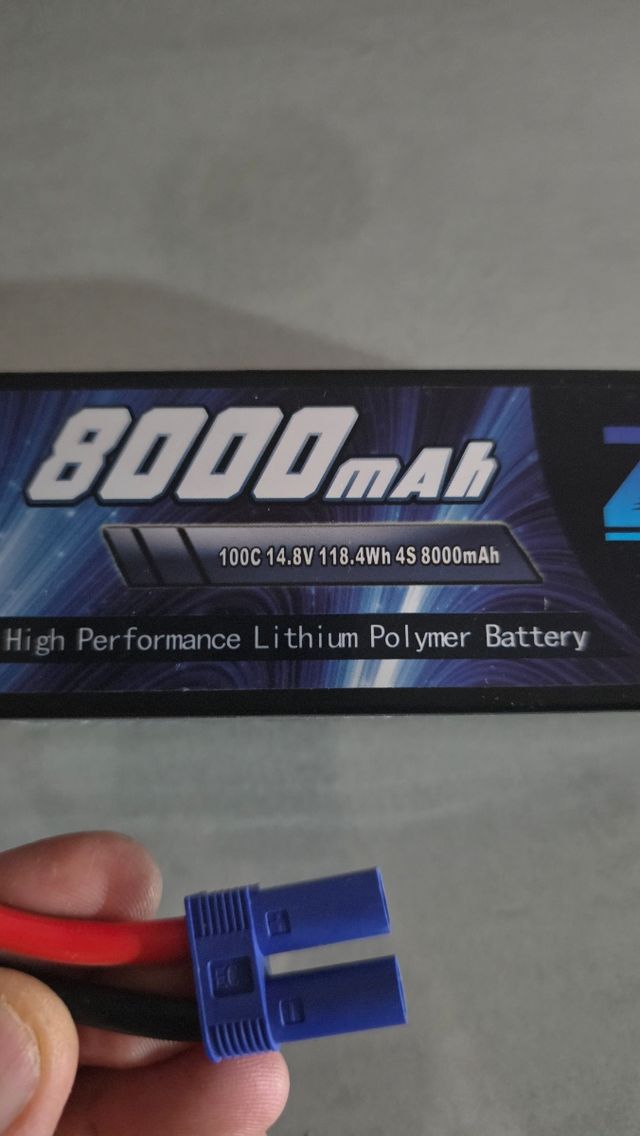 8000mAh
100C 14.8V 118.4Wh 4S 8000mAh
High Performance Lithium Polymer Battery